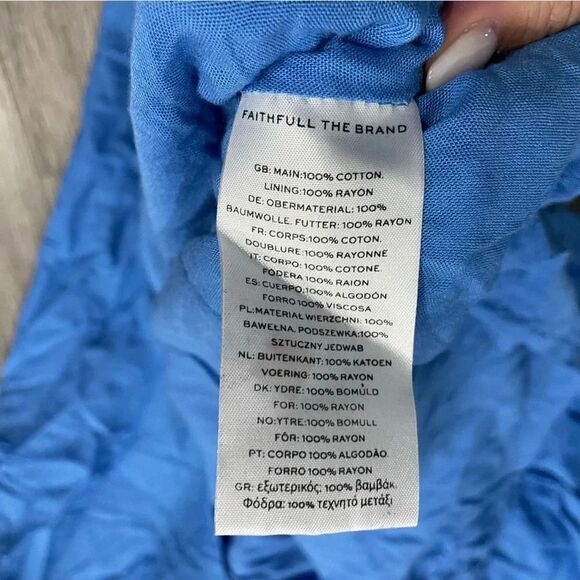 FAITHFULL THE BRAND
GB: MAIN:100% COTTON.
LINING:100% RAYON
DE: OBERMATERIAL: 100%
BAUMWOLLE. FUTTER: 100% RAYON
FR: CORPS:100% COTON.
DOUBLURE:100% RAYONNE
IT: CORPO: 100% COTONE.
FODERA 100% RAION
ES: CUERPO:100% ALGODÓN
FORRO 100% VISCOSA
PL:MATERIAŁ WIERZCHNI: 100%
BAWEŁNA. PODSZEWKA:100%
SZTUCZNY JEDWAB
NL: BUITENKANT: 100% KATOEN
VOERING: 100% RAYON
DK: YDRE: 100% BOMULD
FOR: 100% RAYON
NO:YTRE:100% BOMULL
FÔR: 100% RAYON
PT: CORPO 100% ALGODÃO.
FORRO 100% RAYON
GR: εξωτερικός: 100% βαμβάκ.
Φόδρα: 100% τεχνητό μετάξι